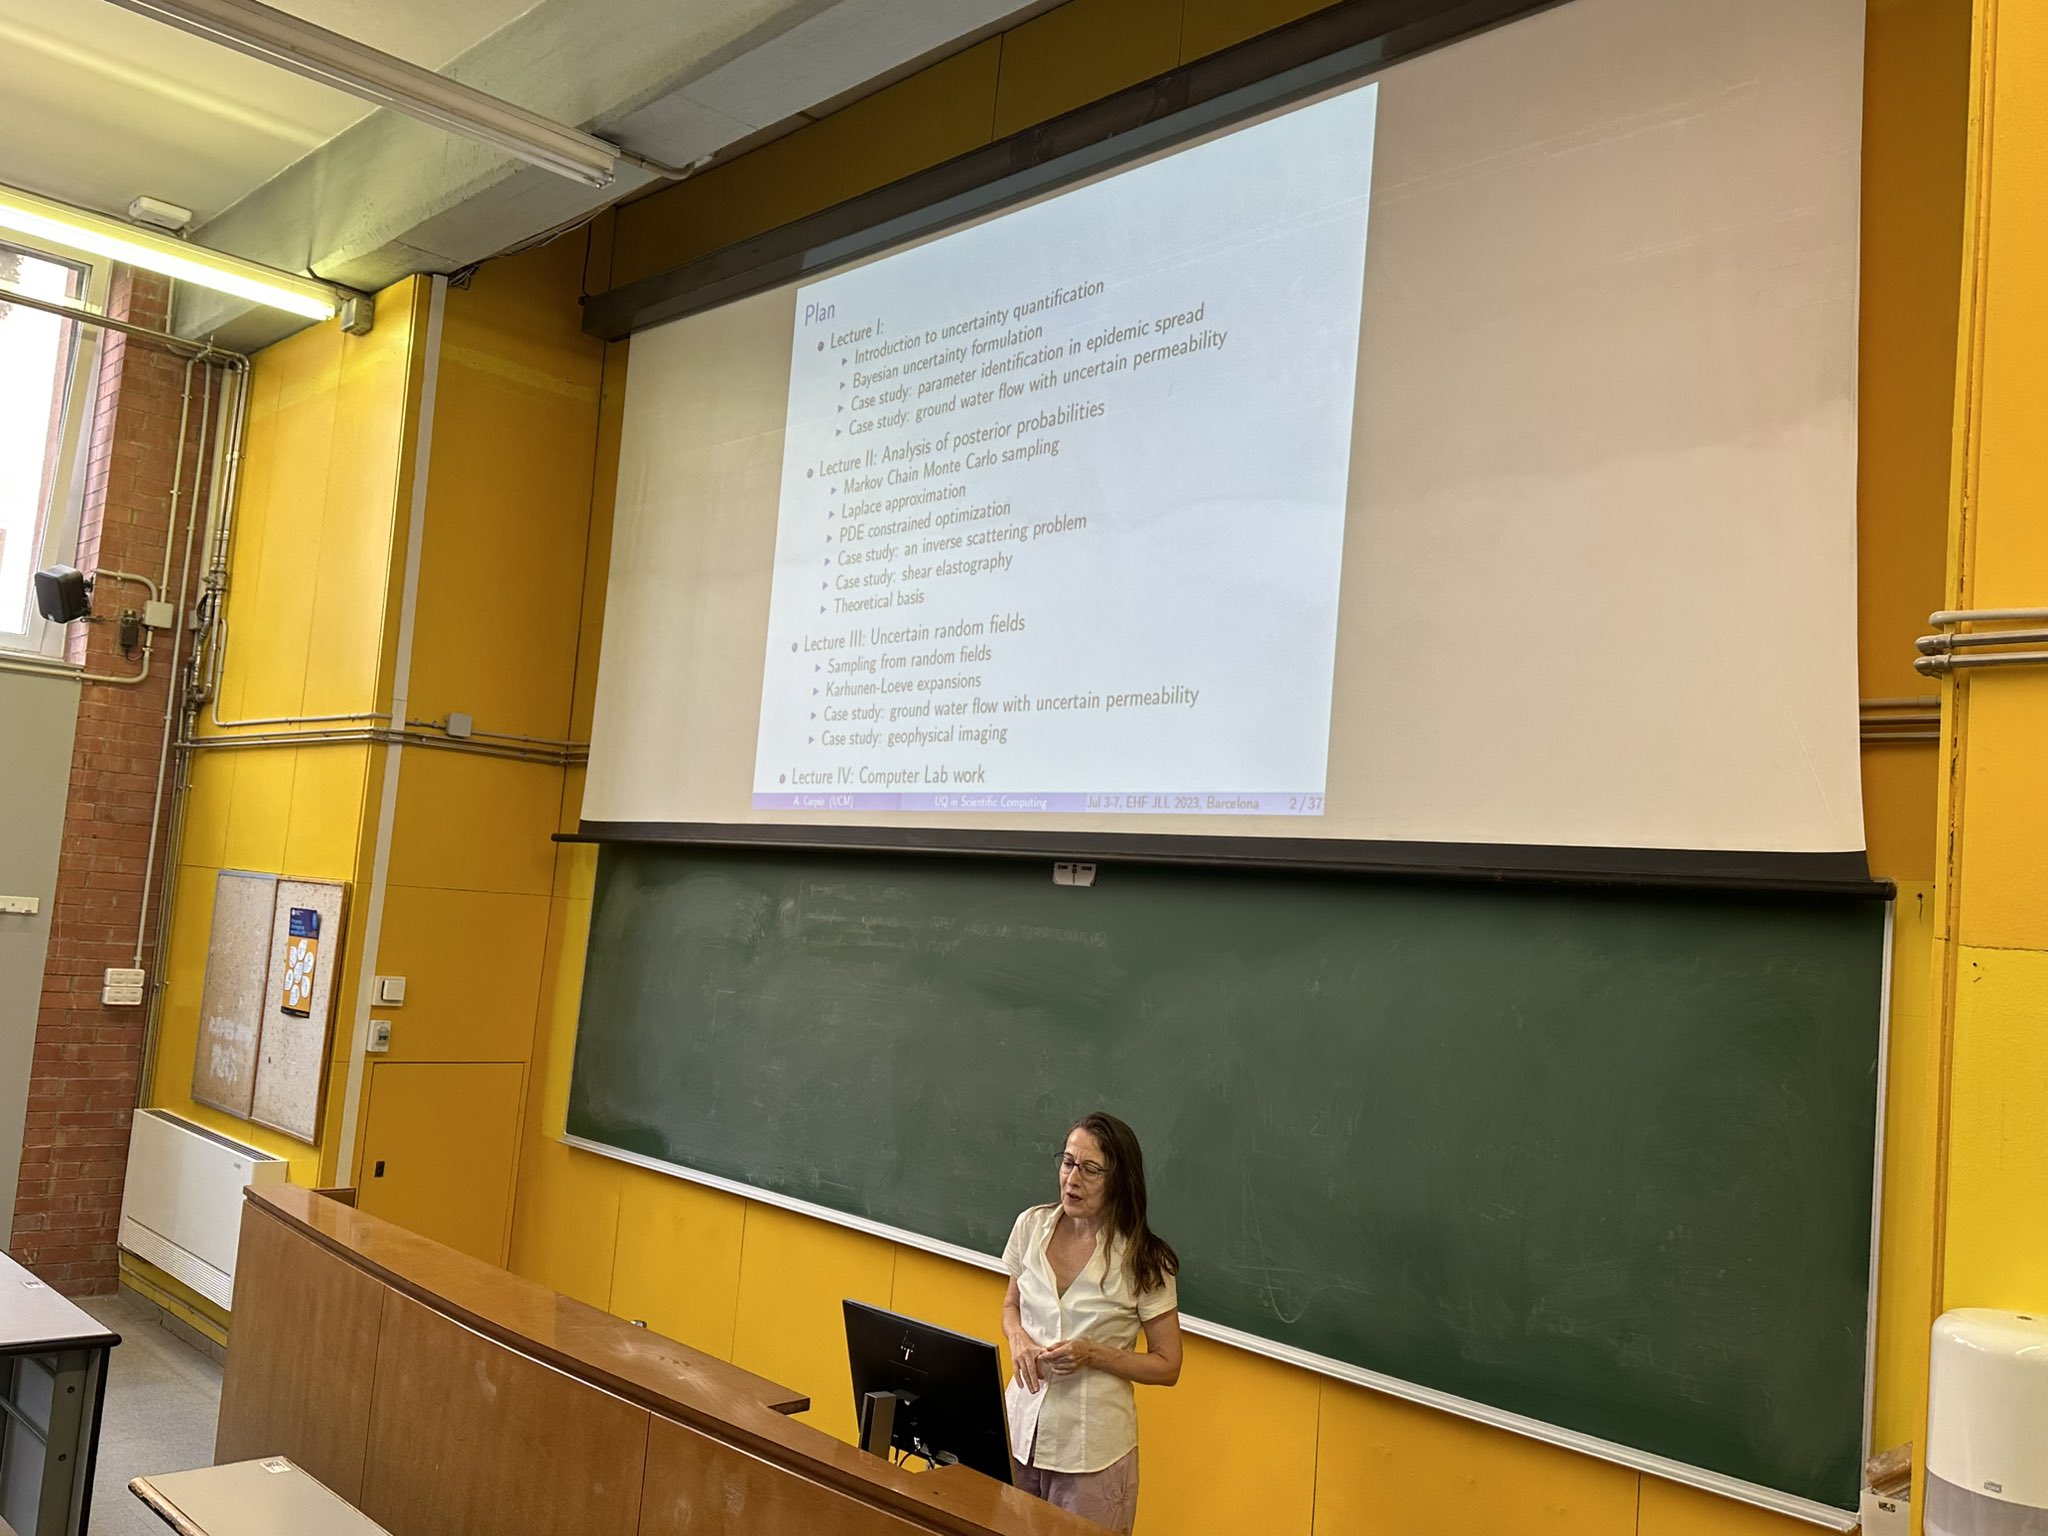 Plan
Lecture I:
Introduction to uncertainty quantification
Bayesian uncertainty formulation
Case study: parameter identification in epidemic spread
Case study: ground water flow with uncertain permeability
Lecture II: Analysis of posterior probabilities
Markov Chain Monte Carlo sampling
Laplace approximation
PDE constrained optimization
Case study: an inverse scattering problem
Case study: shear elastography
Theoretical basis
Lecture III: Uncertain random fields
Sampling from random fields
Karhunen-Loeve expansions
Case study: ground water flow with uncertain permeability
Case study: geophysical imaging
Lecture IV: Computer Lab work
A. Carpio (UCM) UQ in Scientific Computing Jul 3-7, EHF JLL 2023, Barcelona 2 / 37